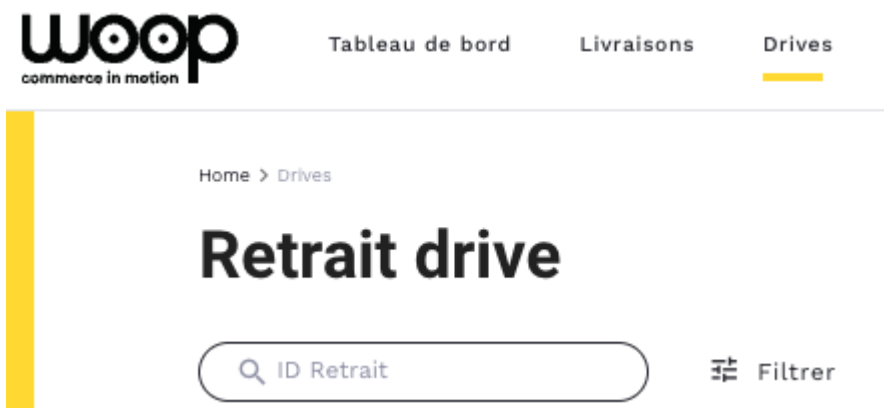 woop
commerce in motion
Tableau de bord Livraisons Drives
Home > Drives
Retrait drive
ID Retrait Filtrer